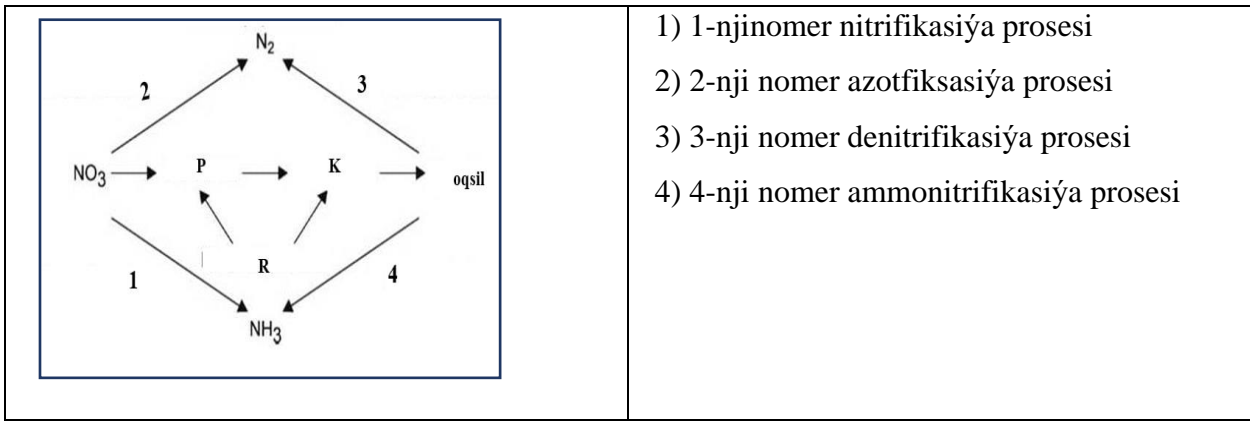 N2
2
3
NO3
P
K
oqsil
R
1
4
NH3
1) 1-njinomer nitrifikasiýa prosesi
2) 2-nji nomer azotfiksasiýa prosesi
3) 3-nji nomer denitrifikasiýa prosesi
4) 4-nji nomer ammonitrifikasiýa prosesi